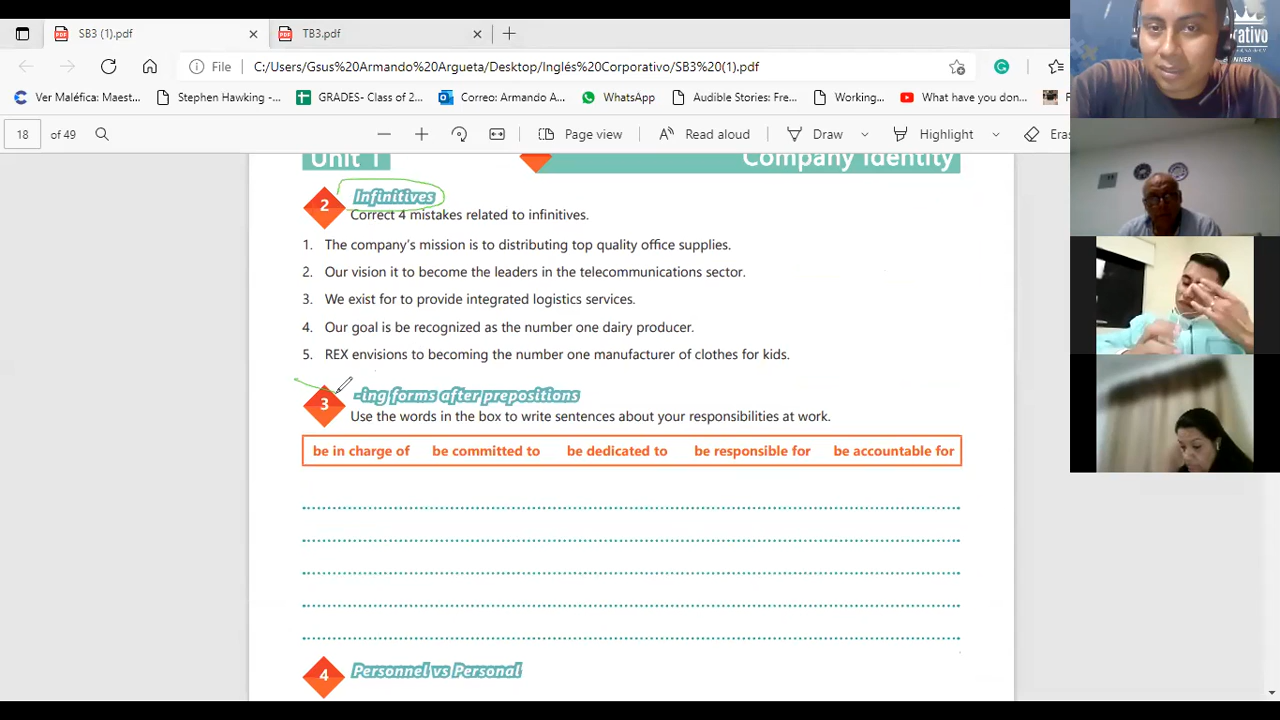 SB3 (1).pdf
TB3.pdf
File
C:/Users/Gsus%20Armando%20Argueta/Desktop/Inglés%20Corporativo/SB3%20(1).pdf
Ver Maléfica: Maest...
Stephen Hawking -...
GRADES- Class of 2...
Correo: Armando A...
WhatsApp
Audible Stories: Fre...
Working...
What have you don...
18 of 49
Page view
Read aloud
Draw
Highlight
Eras
Unit 1
Company Identity
2
Infinitives
Correct 4 mistakes related to infinitives.
1. The company's mission is to distributing top quality office supplies.
2. Our vision it to become the leaders in the telecommunications sector.
3. We exist for to provide integrated logistics services.
4. Our goal is be recognized as the number one dairy producer.
5. REX envisions to becoming the number one manufacturer of clothes for kids.
3
-ing forms after prepositions
Use the words in the box to write sentences about your responsibilities at work.
be in charge of be committed to be dedicated to be responsible for be accountable for
4
Personnel vs Personal